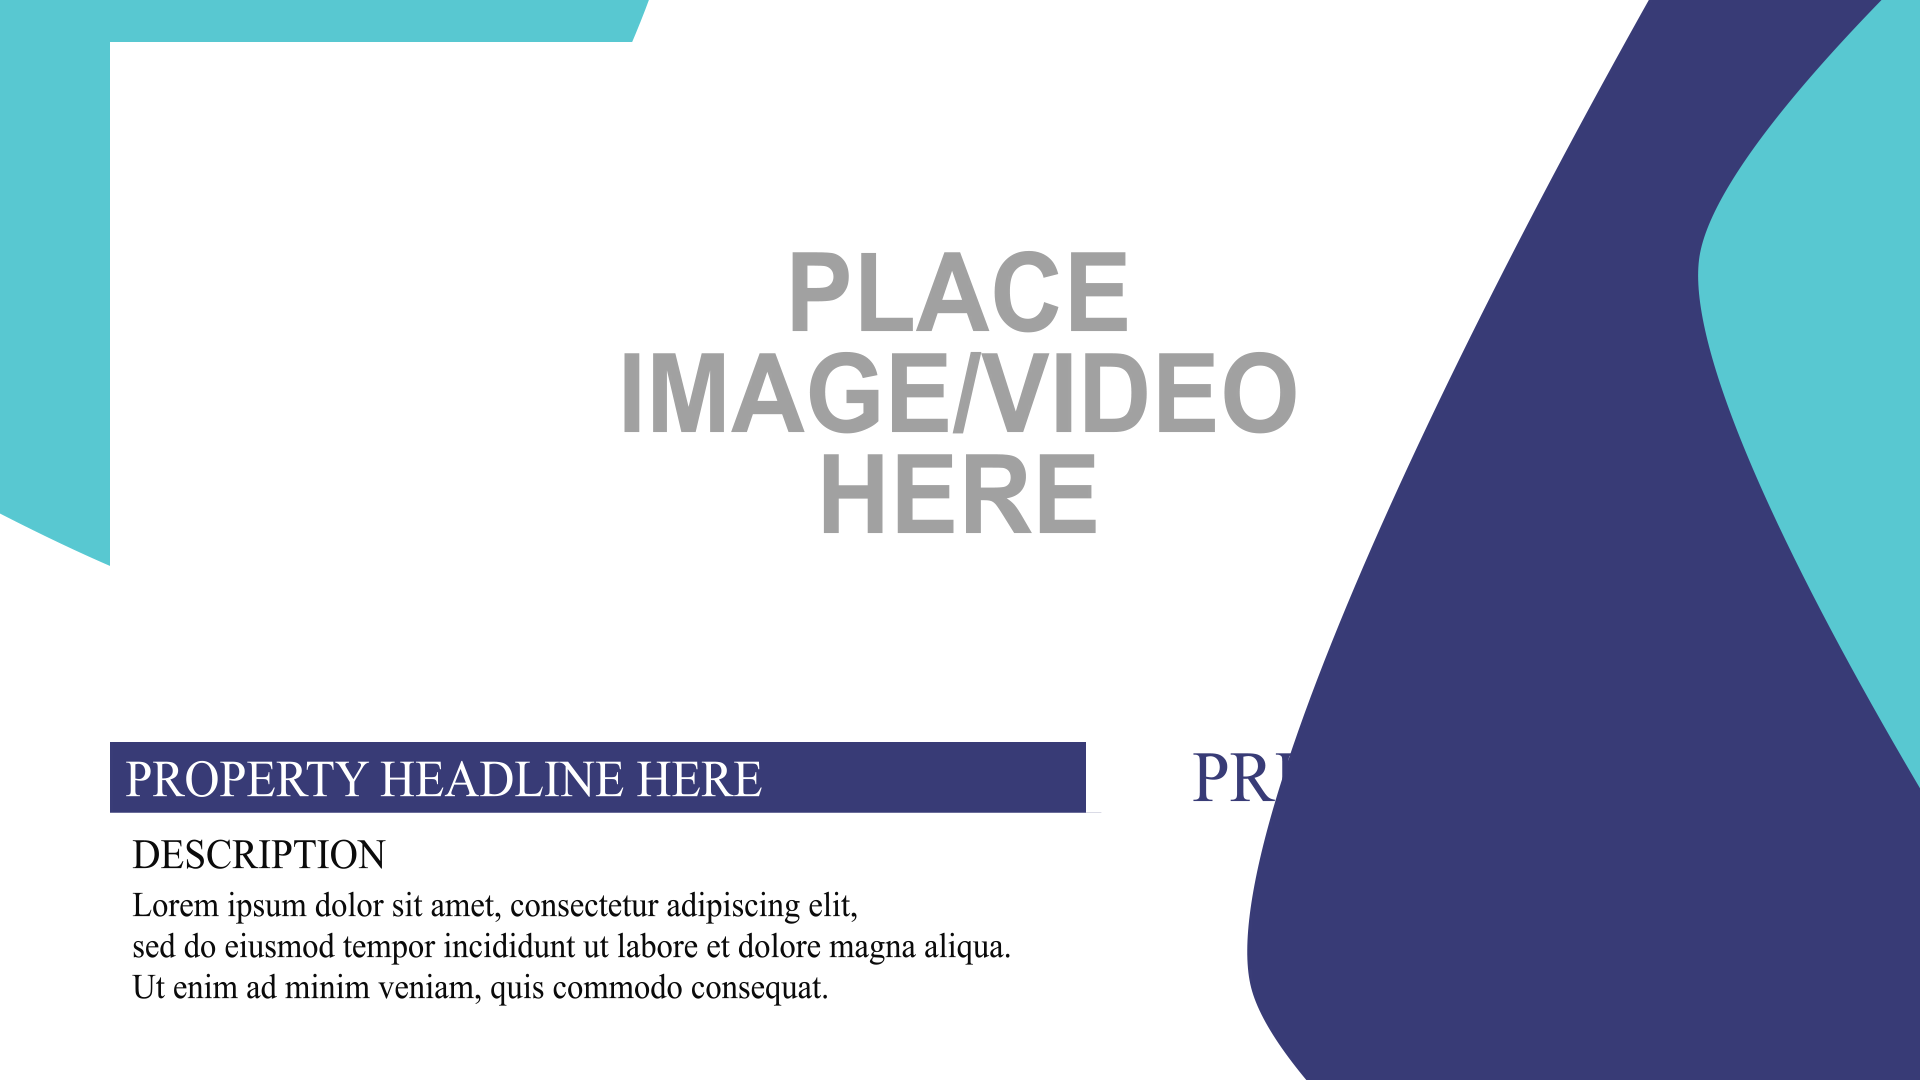 PLACE
IMAGE/VIDEO
HERE
PROPERTY HEADLINE HERE
PR
DESCRIPTION
Lorem ipsum dolor sit amet, consectetur adipiscing elit,
sed do eiusmod tempor incididunt ut labore et dolore magna aliqua.
Ut enim ad minim veniam, quis commodo consequat.